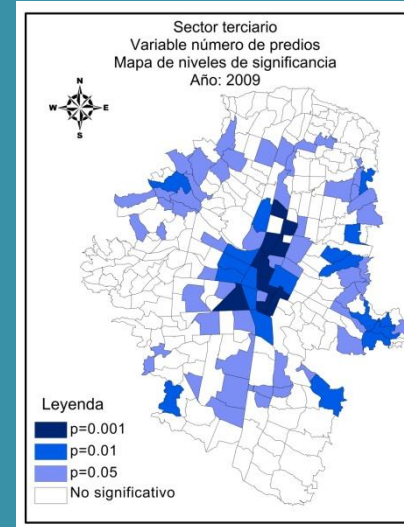 Sector terciario
Variable número de predios
Mapa de niveles de significancia
Año: 2009
N
W E
S
Leyenda
p=0.001
p=0.01
p=0.05
No significativo